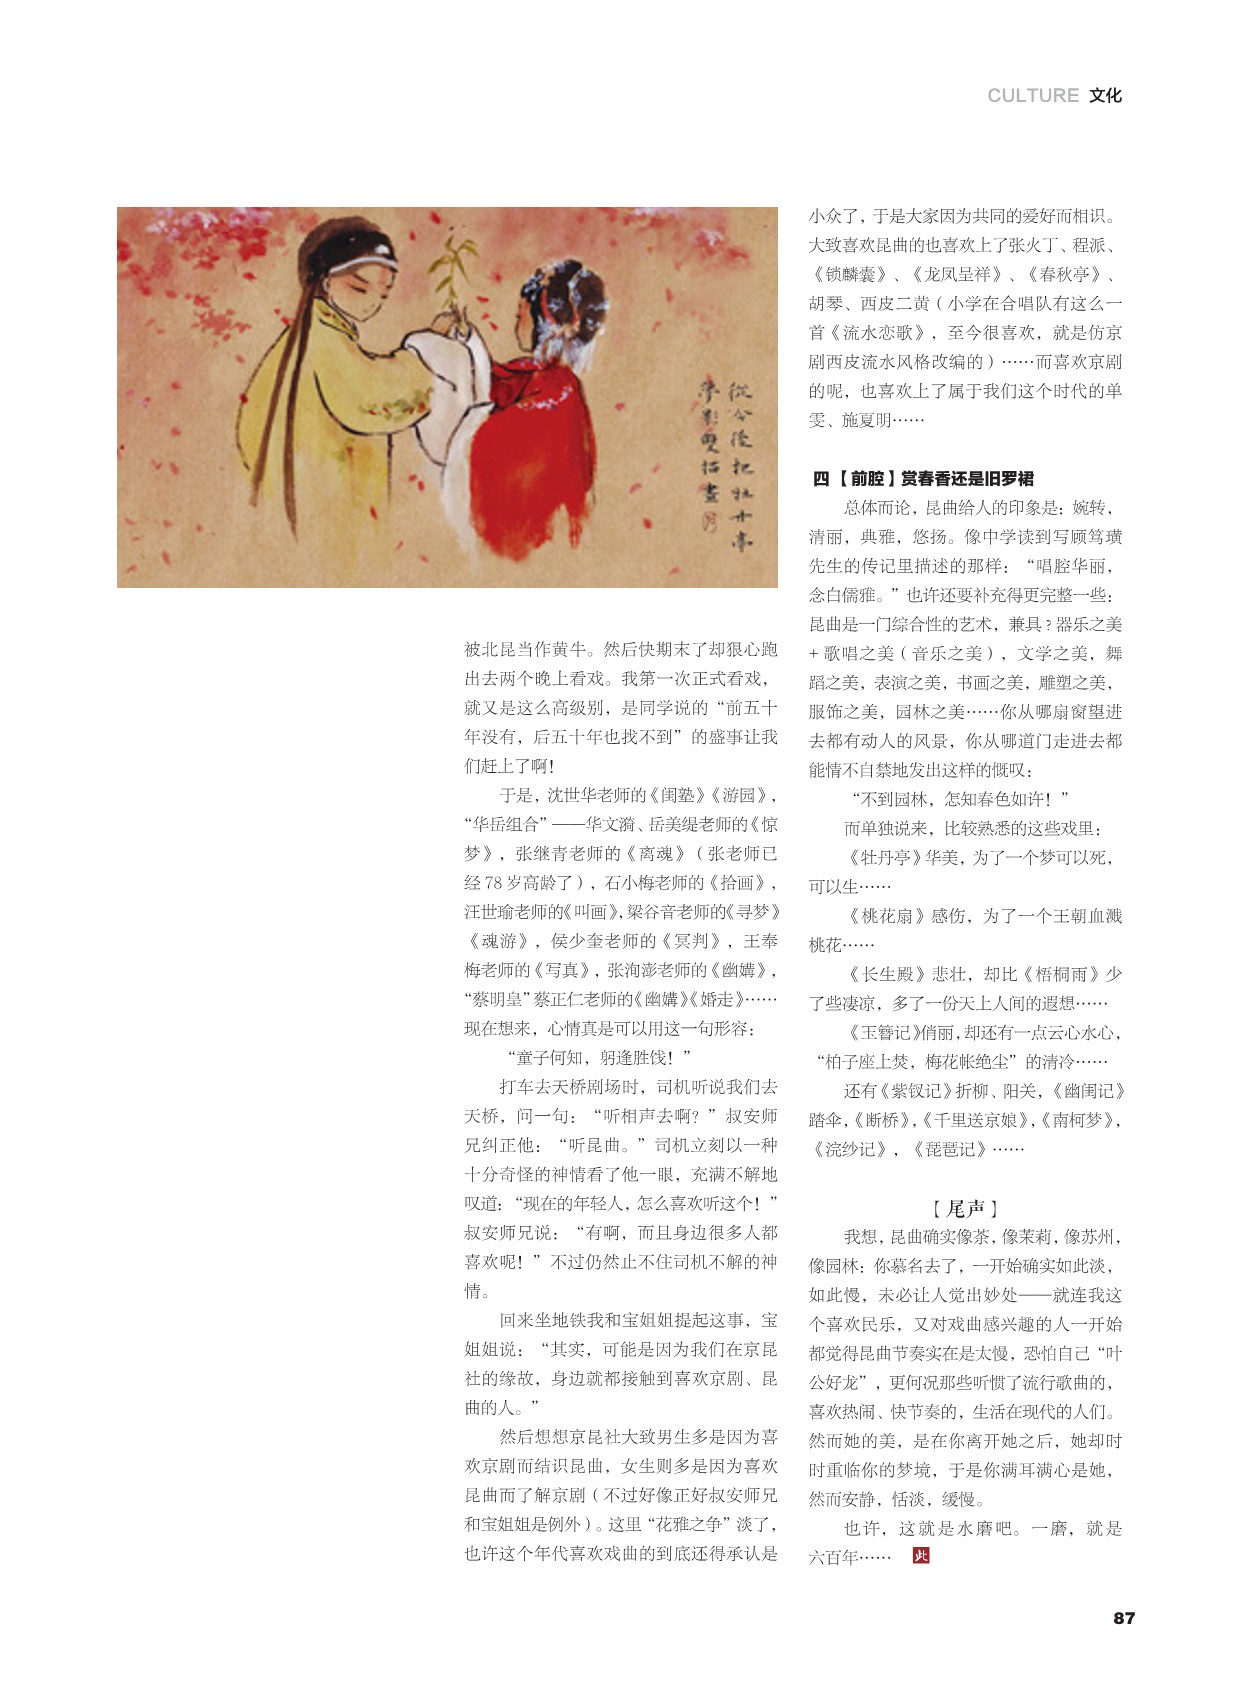 CULTURE 文化
從今後把牡丹亭
夢影雙描畫
被北昆当作黄牛。然后快期末了却狠心跑
出去两个晚上看戏。我第一次正式看戏，
就又是这么高级别，是同学说的“前五十
年没有，后五十年也找不到”的盛事让我
们赶上了啊！
于是，沈世华老师的《闺塾》《游园》，
“华岳组合”——华文漪、岳美缇老师的《惊
梦》，张继青老师的《离魂》（张老师已
经 78 岁高龄了），石小梅老师的《拾画》，
汪世瑜老师的《叫画》，梁谷音老师的《寻梦》
《魂游》，侯少奎老师的《冥判》，王奉
梅老师的《写真》，张洵澎老师的《幽媾》，
“蔡明皇”蔡正仁老师的《幽媾》《婚走》……
现在想来，心情真是可以用这一句形容：
“童子何知，躬逢胜饯！”
打车去天桥剧场时，司机听说我们去
天桥，问一句：“听相声去啊？”叔安师
兄纠正他：“听昆曲。”司机立刻以一种
十分奇怪的神情看了他一眼，充满不解地
叹道：“现在的年轻人，怎么喜欢听这个！”
叔安师兄说：“有啊，而且身边很多人都
喜欢呢！”不过仍然止不住司机不解的神
情。
回来坐地铁我和宝姐姐提起这事，宝
姐姐说：“其实，可能是因为我们在京昆
社的缘故，身边就都接触到喜欢京剧、昆
曲的人。”
然后想想京昆社大致男生多是因为喜
欢京剧而结识昆曲，女生则多是因为喜欢
昆曲而了解京剧（不过好像正好叔安师兄
和宝姐姐是例外）。这里“花雅之争”淡了，
也许这个年代喜欢戏曲的到底还得承认是
小众了，于是大家因为共同的爱好而相识。
大致喜欢昆曲的也喜欢上了张火丁、程派、
《锁麟囊》、《龙凤呈祥》、《春秋亭》、
胡琴、西皮二黄（小学在合唱队有这么一
首《流水恋歌》，至今很喜欢，就是仿京
剧西皮流水风格改编的）……而喜欢京剧
的呢，也喜欢上了属于我们这个时代的单
雯、施夏明……
四 【前腔】赏春香还是旧罗裙
总体而论，昆曲给人的印象是：婉转，
清丽，典雅，悠扬。像中学读到写顾笃璜
先生的传记里描述的那样：“唱腔华丽，
念白儒雅。”也许还要补充得更完整一些：
昆曲是一门综合性的艺术，兼具?器乐之美
+ 歌唱之美（音乐之美），文学之美，舞
蹈之美，表演之美，书画之美，雕塑之美，
服饰之美，园林之美……你从哪扇窗望进
去都有动人的风景，你从哪道门走进去都
能情不自禁地发出这样的慨叹：
“不到园林，怎知春色如许！”
而单独说来，比较熟悉的这些戏里：
《牡丹亭》华美，为了一个梦可以死，
可以生……
《桃花扇》感伤，为了一个王朝血溅
桃花……
《长生殿》悲壮，却比《梧桐雨》少
了些凄凉，多了一份天上人间的遐想……
《玉簪记》俏丽，却还有一点云心水心，
“柏子座上焚，梅花帐绝尘”的清冷……
还有《紫钗记》折柳、阳关，《幽闺记》
踏伞，《断桥》，《千里送京娘》，《南柯梦》，
《浣纱记》，《琵琶记》……
【 尾声 】
我想，昆曲确实像茶，像茉莉，像苏州，
像园林：你慕名去了，一开始确实如此淡，
如此慢，未必让人觉出妙处——就连我这
个喜欢民乐，又对戏曲感兴趣的人一开始
都觉得昆曲节奏实在是太慢，恐怕自己“叶
公好龙”，更何况那些听惯了流行歌曲的，
喜欢热闹、快节奏的，生活在现代的人们。
然而她的美，是在你离开她之后，她却时
时重临你的梦境，于是你满耳满心是她，
然而安静，恬淡，缓慢。
也许，这就是水磨吧。一磨，就是
六百年…… 此
87